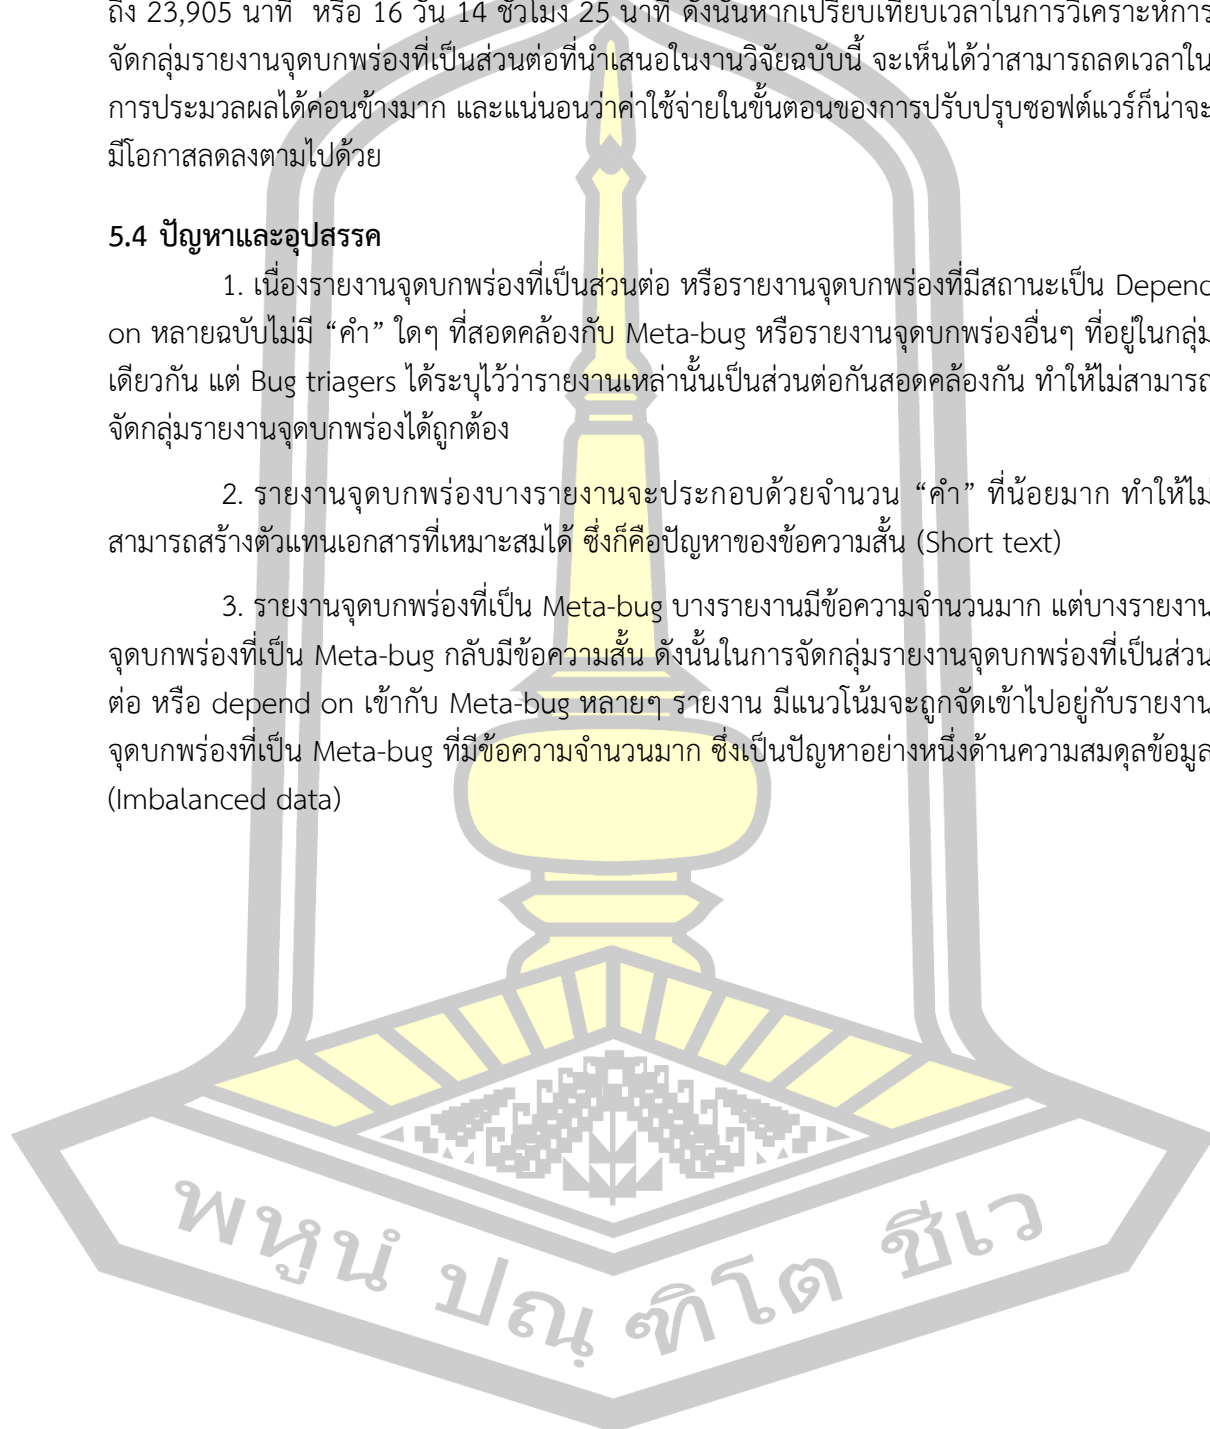 ถึง 23,905 นาที หรือ 16 วัน 14 ชั่วโมง 25 นาที ดังนั้นหากเปรียบเทียบเวลาในการวิเคราะห์การ
จัดกลุ่มรายงานจุดบกพร่องที่เป็นส่วนต่อที่นำเสนอในงานวิจัยฉบับนี้ จะเห็นได้ว่าสามารถลดเวลาใน
การประมวลผลได้ค่อนข้างมาก และแน่นอนว่าค่าใช้จ่ายในขั้นตอนของการปรับปรุบซอฟต์แวร์ก็น่าจะ
มีโอกาสลดลงตามไปด้วย
5.4 ปัญหาและอุปสรรค
1. เนื่องรายงานจุดบกพร่องที่เป็นส่วนต่อ หรือรายงานจุดบกพร่องที่มีสถานะเป็น Depend
on หลายฉบับไม่มี “คำ” ใดๆ ที่สอดคล้องกับ Meta-bug หรือรายงานจุดบกพร่องอื่นๆ ที่อยู่ในกลุ่ม
เดียวกัน แต่ Bug triagers ได้ระบุไว้ว่ารายงานเหล่านั้นเป็นส่วนต่อกันสอดคล้องกัน ทำให้ไม่สามารถ
จัดกลุ่มรายงานจุดบกพร่องได้ถูกต้อง
2. รายงานจุดบกพร่องบางรายงานจะประกอบด้วยจำนวน “คำ” ที่น้อยมาก ทำให้ไม่
สามารถสร้างตัวแทนเอกสารที่เหมาะสมได้ ซึ่งก็คือปัญหาของข้อความสั้น (Short text)
3. รายงานจุดบกพร่องที่เป็น Meta-bug บางรายงานมีข้อความจำนวนมาก แต่บางรายงาน
จุดบกพร่องที่เป็น Meta-bug กลับมีข้อความสั้น ดังนั้นในการจัดกลุ่มรายงานจุดบกพร่องที่เป็นส่วน
ต่อ หรือ depend on เข้ากับ Meta-bug หลายๆ รายงาน มีแนวโน้มจะถูกจัดเข้าไปอยู่กับรายงาน
จุดบกพร่องที่เป็น Meta-bug ที่มีข้อความจำนวนมาก ซึ่งเป็นปัญหาอย่างหนึ่งด้านความสมดุลข้อมูล
(Imbalanced data)
พหูนํ ปณฺฑิโต ชีเว